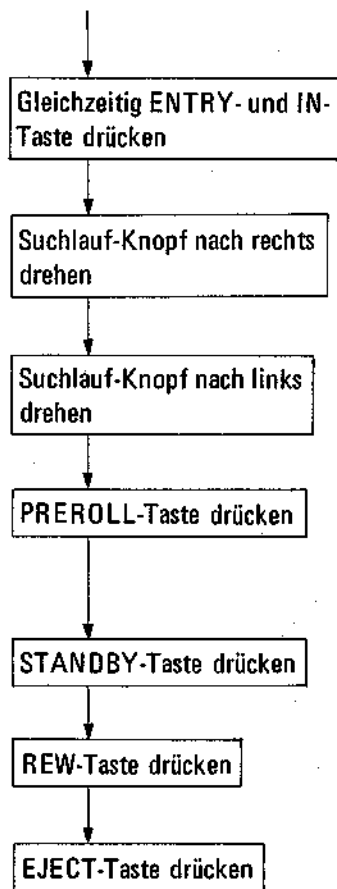 Gleichzeitig ENTRY- und IN-
Taste drücken
Suchlauf-Knopf nach rechts
drehen
Suchlauf-Knopf nach links
drehen
PREROLL-Taste drücken
STANDBY-Taste drücken
REW-Taste drücken
EJECT-Taste drücken